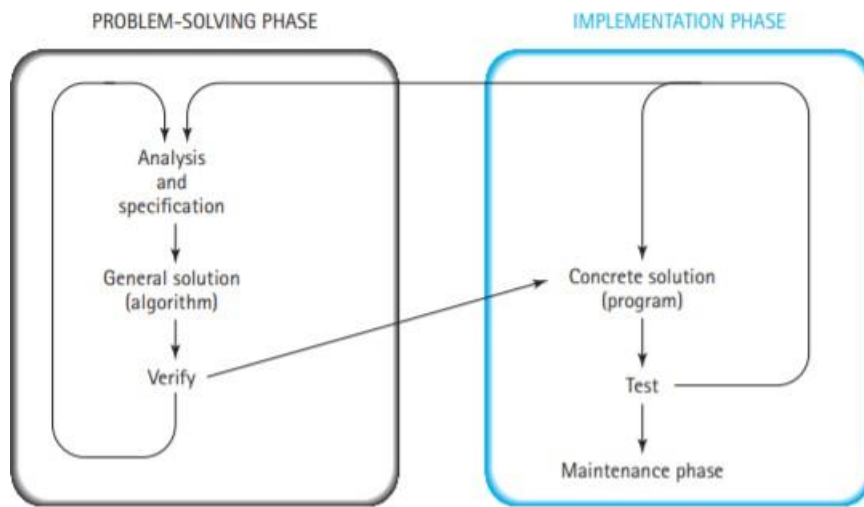 PROBLEM-SOLVING PHASE
Analysis
and
specification
General solution
(algorithm)
Verify
IMPLEMENTATION PHASE
Concrete solution
(program)
Test
Maintenance phase